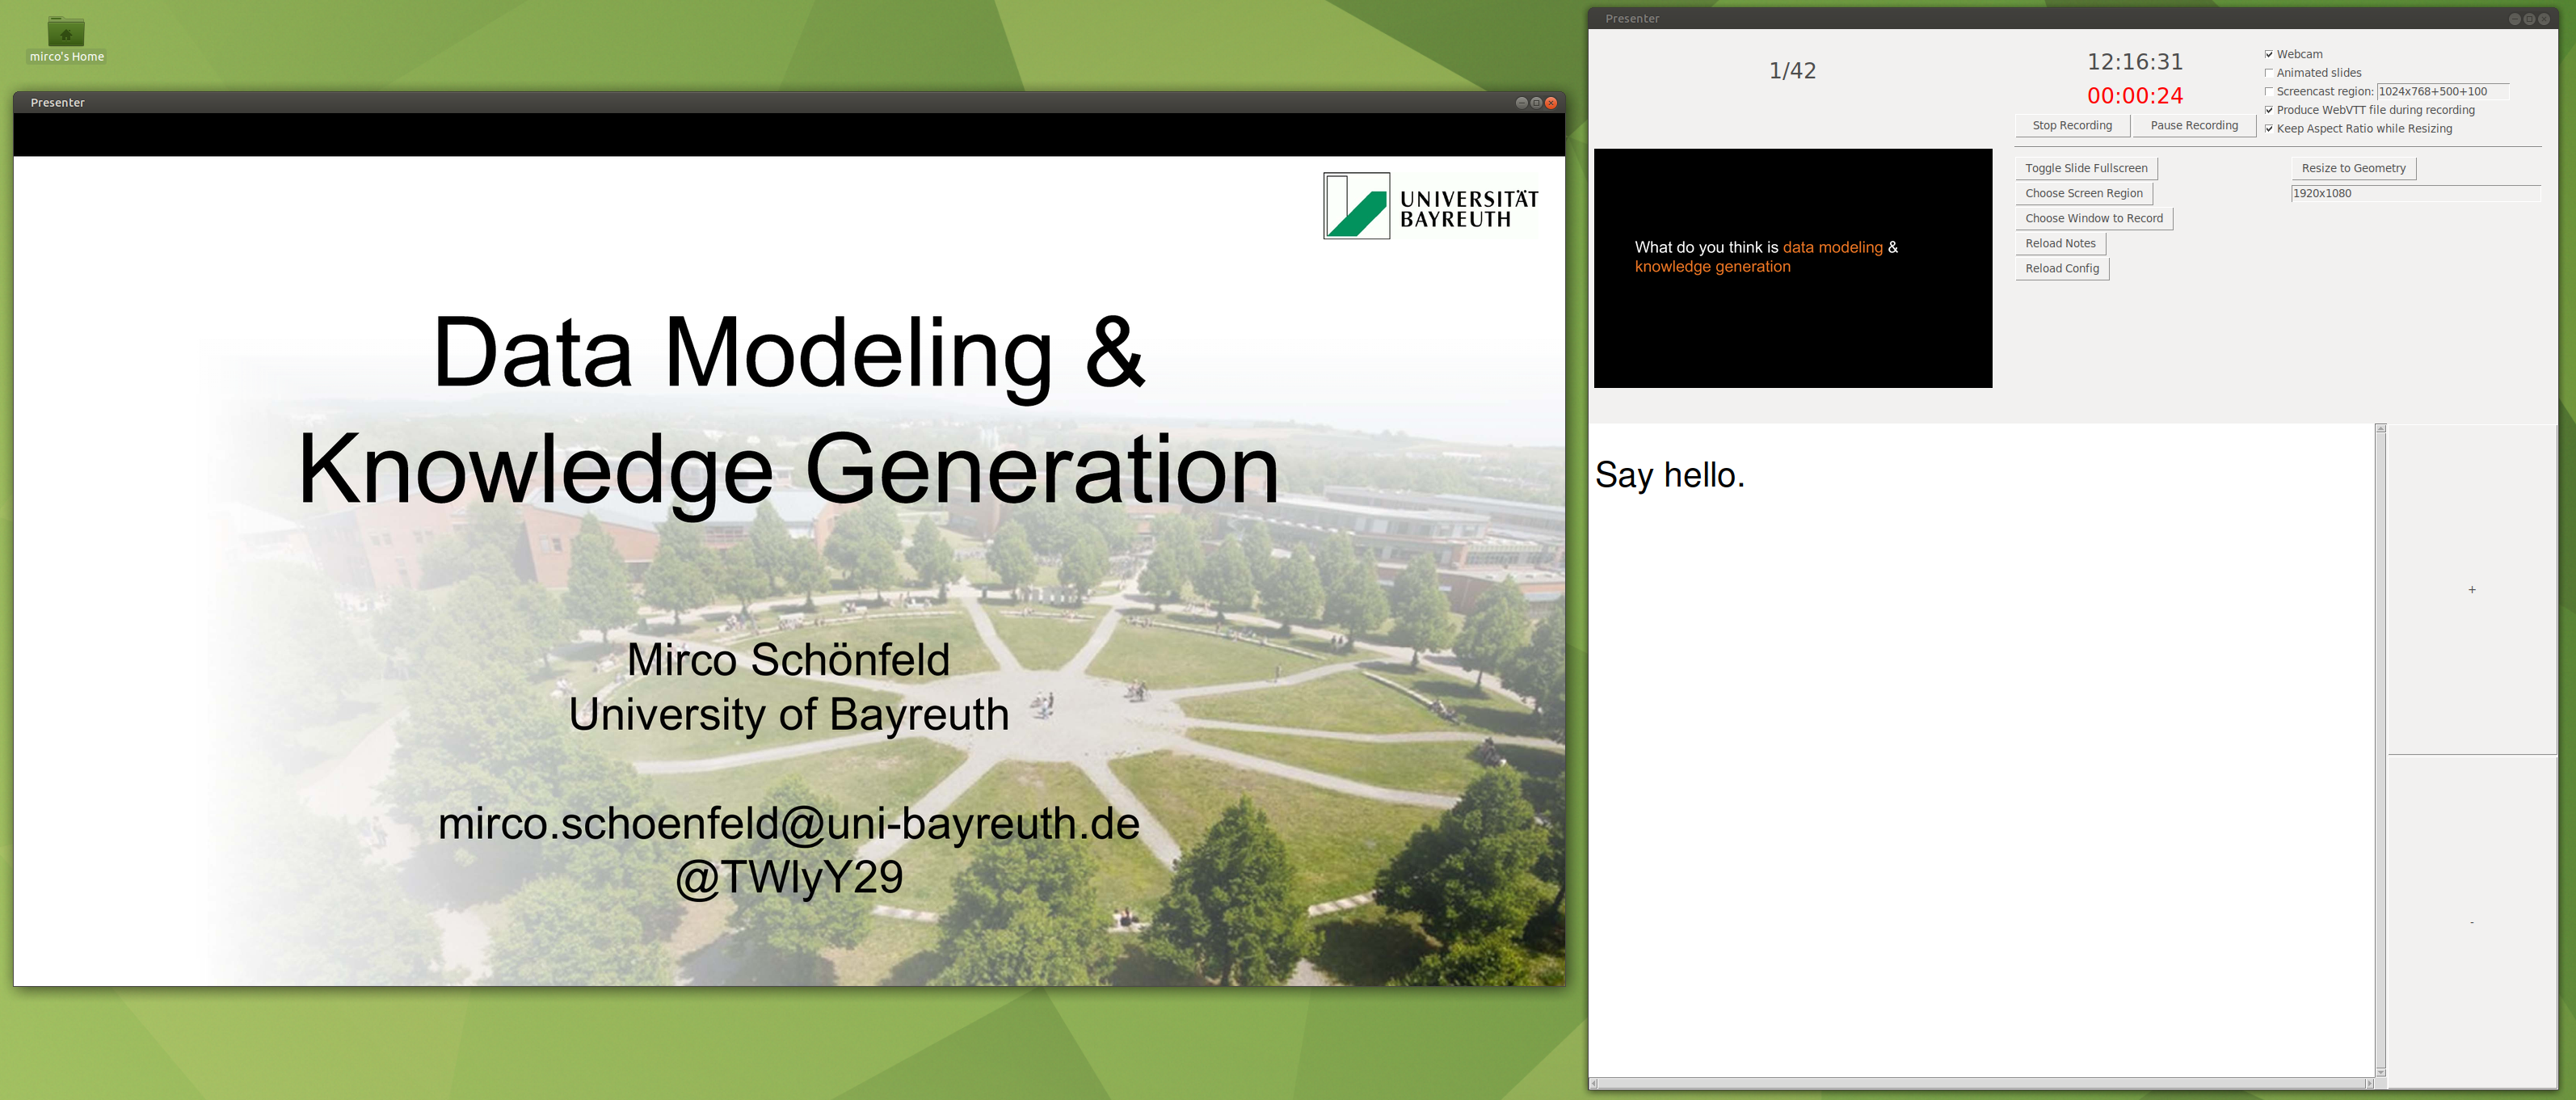 mirco's Home
Presenter
UNIVERSITÄT
BAYREUTH
Data Modeling &
Knowledge Generation
Mirco Schönfeld
University of Bayreuth
mirco.schoenfeld@uni-bayreuth.de
@TWlyY29
Presenter
1/42
12:16:31
00:00:24
Stop Recording
Pause Recording
Webcam
Animated slides
Screencast region: 1024x768+500+100
Produce WebVTT file during recording
Keep Aspect Ratio while Resizing
What do you think is data modeling &
knowledge generation
Toggle Slide Fullscreen
Choose Screen Region
Choose Window to Record
Reload Notes
Reload Config
Resize to Geometry
1920x1080
Say hello.
+
-